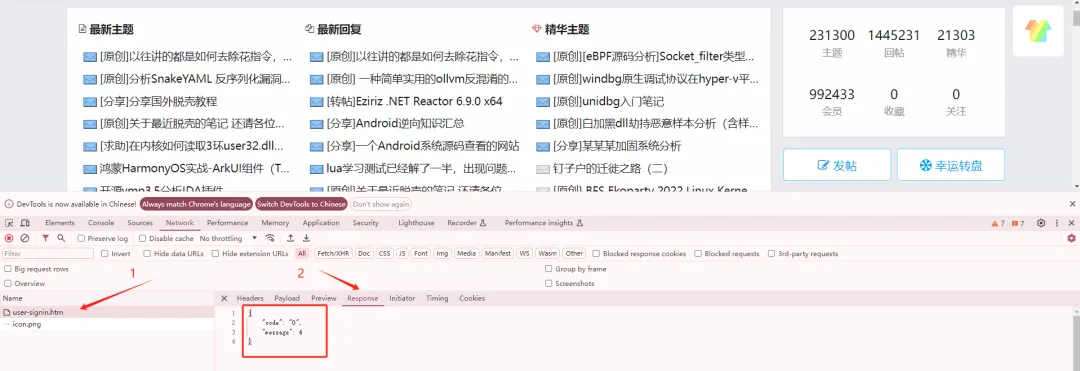 最新主题
[原创]以往讲的都是如何去除花指令，...
[原创]分析SnakeYAML 反序列化漏洞...
[分享]分享国外脱壳教程
[原创]关于最近脱壳的笔记 还请各位...
[求助]在内核如何读取3环user32.dll...
鸿蒙HarmonyOS实战-ArkUI组件（T...
开源vmp3.5分析IDA插件
最新回复
[原创]以往讲的都是如何去除花指令，...
[原创] 一种简单实用的ollvm反混淆的...
[转帖]Eziriz .NET Reactor 6.9.0 x64
[分享]Android逆向知识汇总
[分享]一个Android系统源码查看的网站
lua学习测试已经解了一半，出现问题...
[原创]关于最近脱壳的笔记 还请各位...
精华主题
[原创][eBPF源码分析]Socket_filter类型...
[原创]windbg原生调试协议在hyper-v平...
[原创]unidbg入门笔记
[原创]白加黑dll劫持恶意样本分析（含样...
[分享]某某某加固系统分析
钉子户的迁徙之路（二）
[原创] BFS Ekoparty 2022 Linux Kerne...
231300 1445231 21303
主题 回帖 精华
992433 0 0
会员 收藏 关注
发帖 幸运转盘
DevTools is now available in Chinese! Always match Chrome's language Switch DevTools to Chinese Don't show again
Elements Console Sources Network Performance Memory Application Security Lighthouse Recorder Performance insights 7 7
Preserve log Disable cache No throttling
Filter Invert Hide data URLs Hide extension URLs All Fetch/XHR Doc CSS JS Font Img Media Manifest WS Wasm Other Blocked response cookies Blocked requests 3rd-party requests
Big request rows Group by frame
Overview Screenshots
1 2
Name Headers Payload Preview Response Initiator Timing Cookies
user-signin.htm
icon.png
1 {
2 "code": "0",
3 "message": 4
4 }